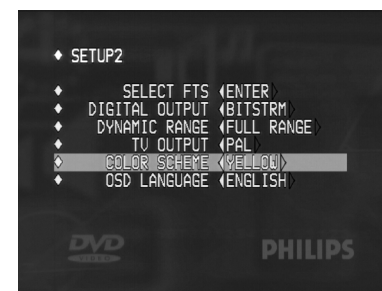 SETUP2
SELECT FTS ENTER
DIGITAL OUTPUT BITSTRM
DYNAMIC RANGE FULL RANGE
TV OUTPUT PAL
COLOR SCHEME YELLOW
OSD LANGUAGE ENGLISH
DVD
VIDEO
PHILIPS